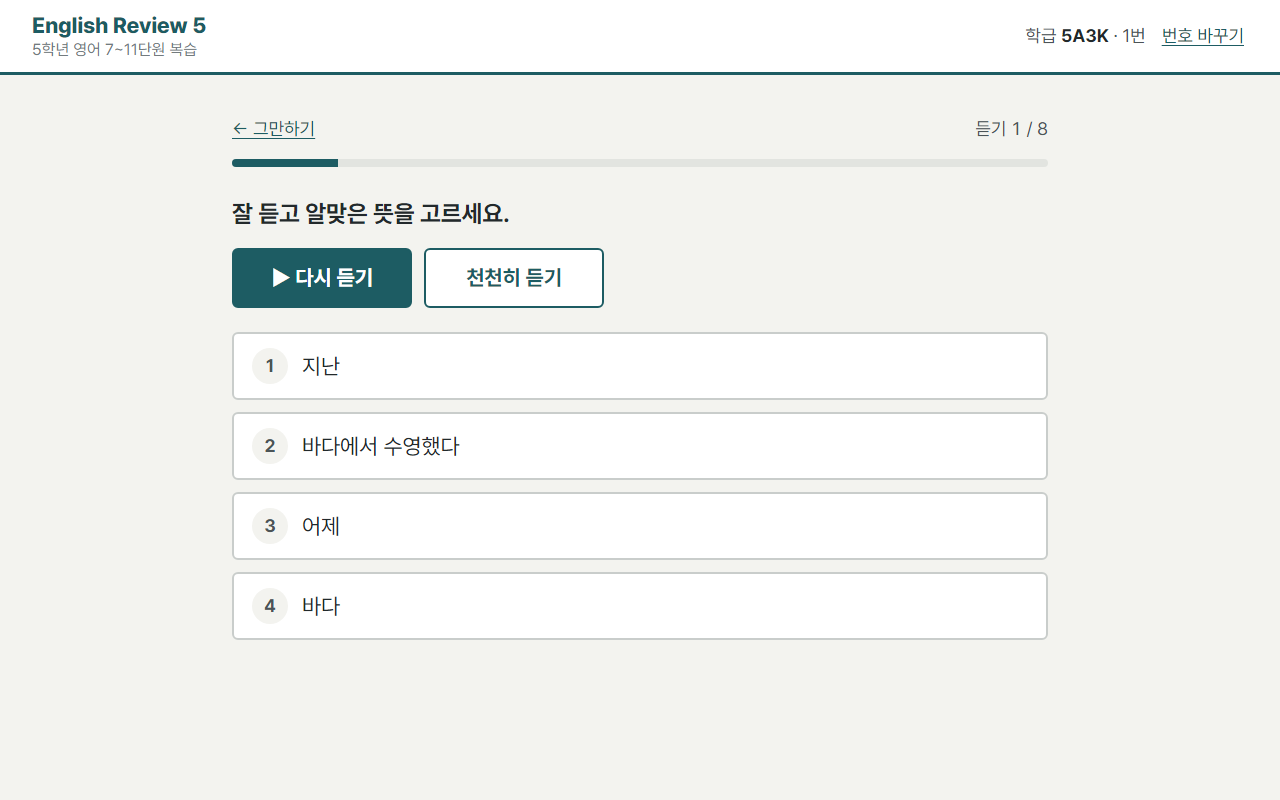 English Review 5
5학년 영어 7~11단원 복습
학급 5A3K · 1번 번호 바꾸기
← 그만하기
듣기 1 / 8
잘 듣고 알맞은 뜻을 고르세요.
▶ 다시 듣기
천천히 듣기
1 지난
2 바다에서 수영했다
3 어제
4 바다